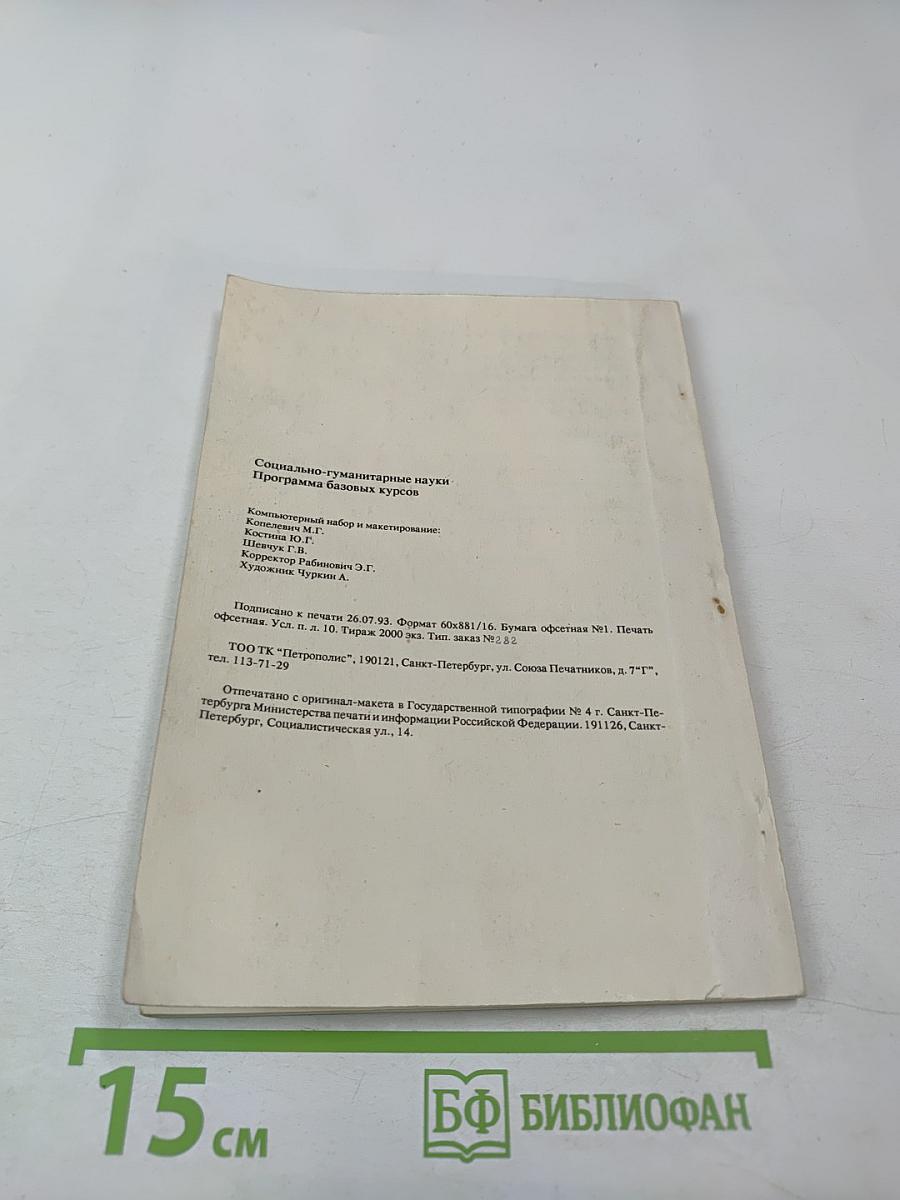 Социально-гуманитарные науки
Программа базовых курсов
Компьютерный набор и макетирование:
Копелевич М.Г.
Костина Ю.Г.
Шевчук Г.В.
Корректор Рабинович Э.Г.
Художник Чуркин А.
Подписано к печати 26.07.93. Формат 60х881/16. Бумага офсетная №1. Печать
офсетная. Усл. п. л. 10. Тираж 2000 экз. Тип. заказ №282
ТОО ТК "Петрополис", 190121, Санкт-Петербург, ул. Союза Печатников, д. 7"Г",
тел. 113-71-29
Отпечатано с оригинал-макета в Государственной типографии № 4 г. Санкт-Пе-
тербурга Министерства печати и информации Российской Федерации. 191126, Санкт-
Петербург, Социалистическая ул., 14.
15 см
БФ БИБЛИОФАН